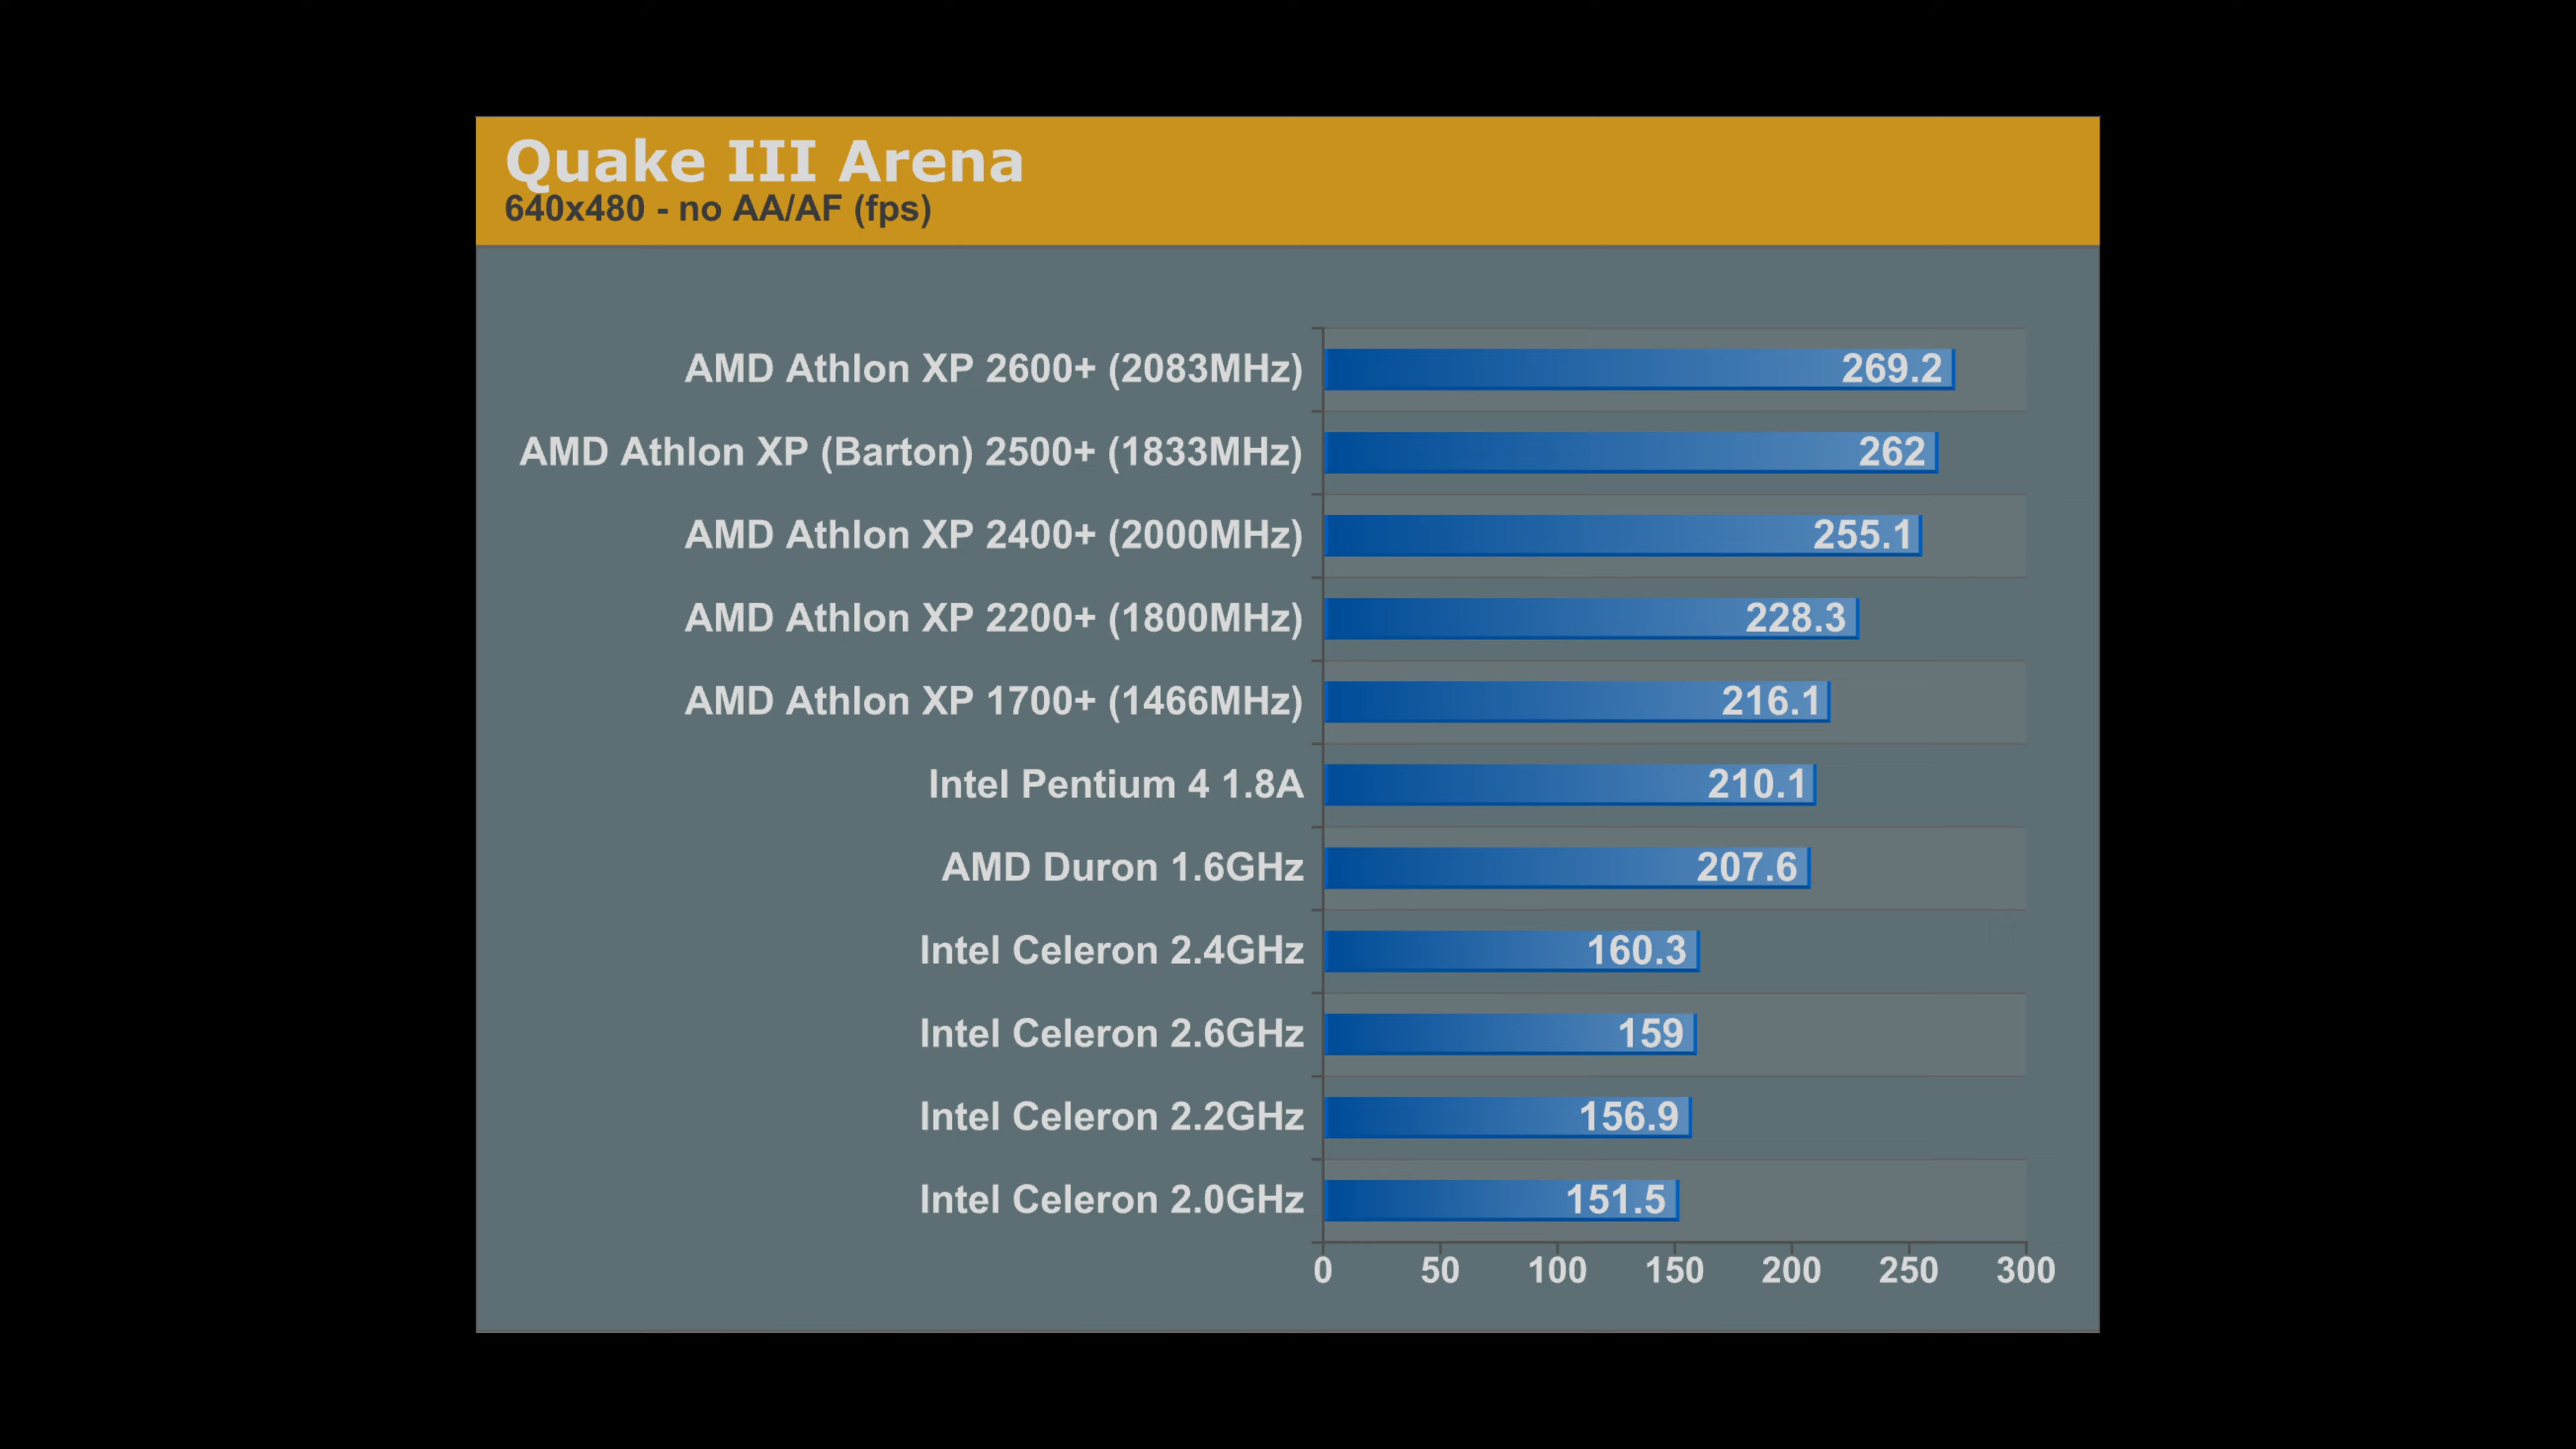 Quake III Arena
640x480 - no AA/AF (fps)
AMD Athlon XP 2600+ (2083MHz) 269.2
AMD Athlon XP (Barton) 2500+ (1833MHz) 262
AMD Athlon XP 2400+ (2000MHz) 255.1
AMD Athlon XP 2200+ (1800MHz) 228.3
AMD Athlon XP 1700+ (1466MHz) 216.1
Intel Pentium 4 1.8A 210.1
AMD Duron 1.6GHz 207.6
Intel Celeron 2.4GHz 160.3
Intel Celeron 2.6GHz 159
Intel Celeron 2.2GHz 156.9
Intel Celeron 2.0GHz 151.5
0 50 100 150 200 250 300